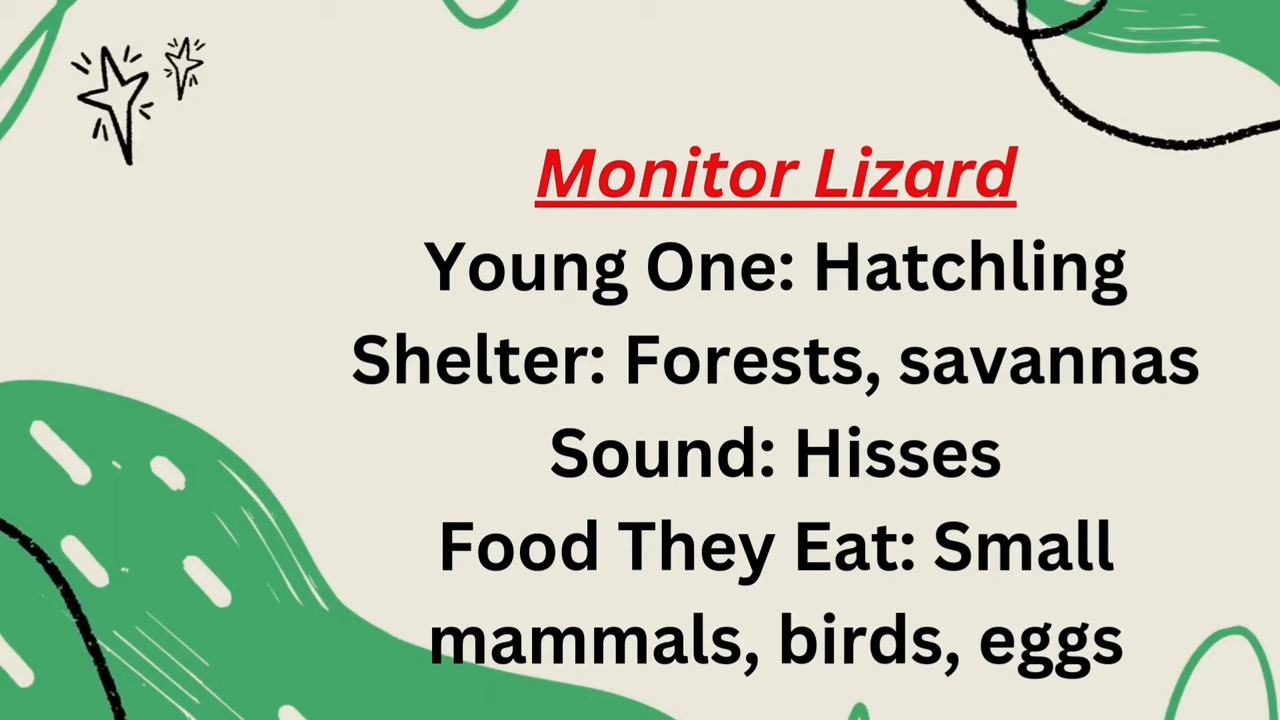 Monitor Lizard
Young One: Hatchling
Shelter: Forests, savannas
Sound: Hisses
Food They Eat: Small
mammals, birds, eggs